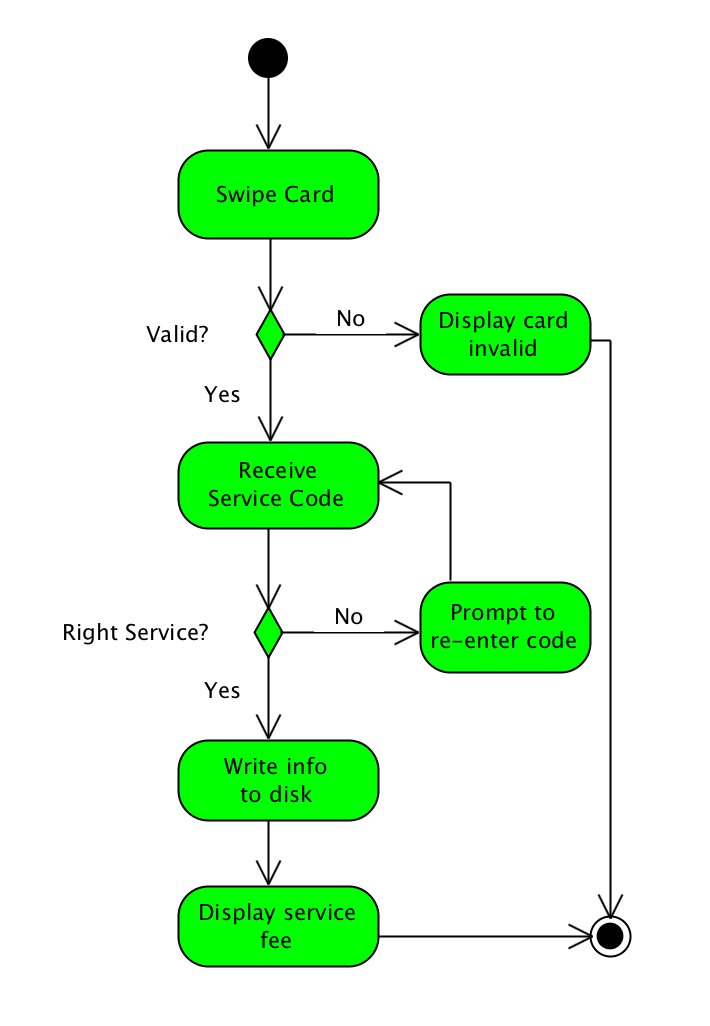 Swipe Card
Valid?
No
Display card
invalid
Yes
Receive
Service Code
Right Service?
No
Prompt to
re-enter code
Yes
Write info
to disk
Display service
fee